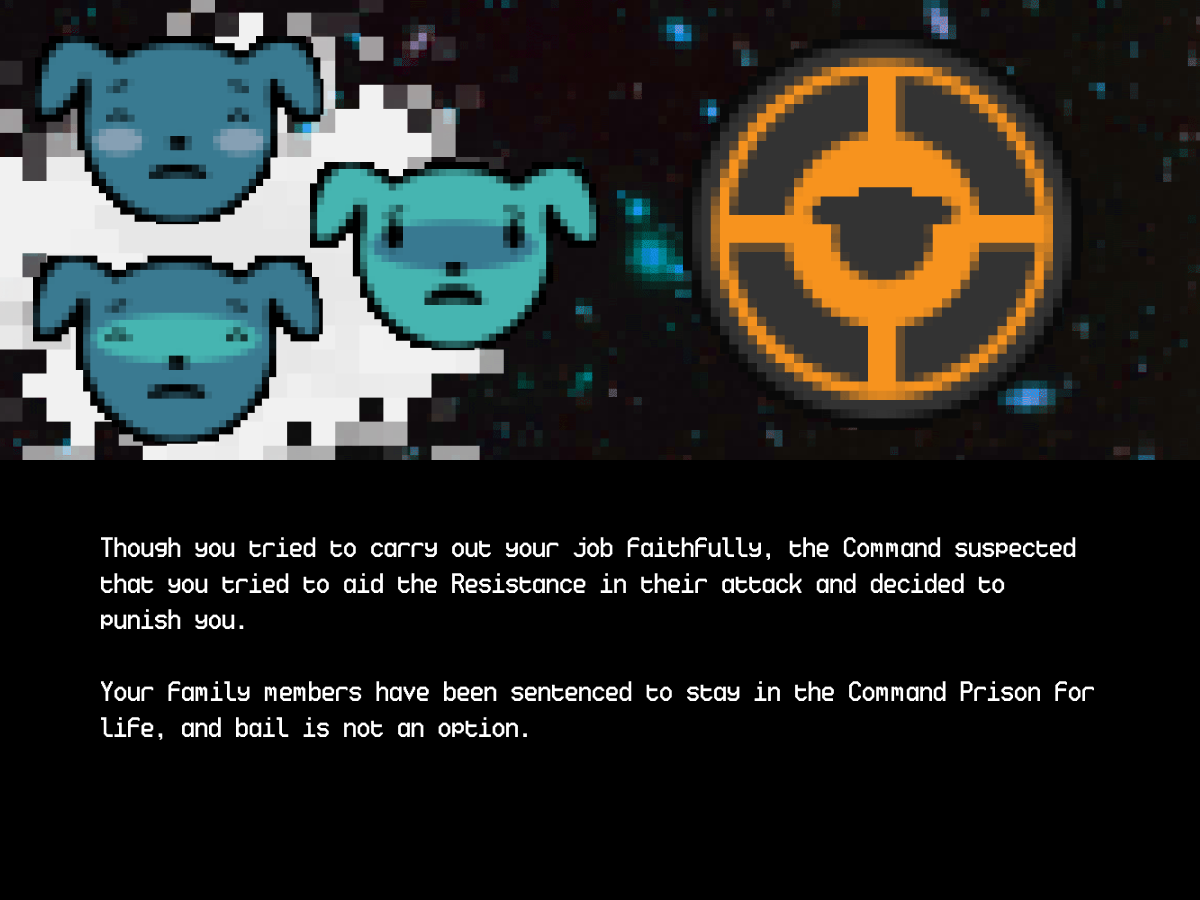 Though you tried to carry out your job faithfully, the Command suspected
that you tried to aid the Resistance in their attack and decided to
punish you.
Your family members have been sentenced to stay in the Command Prison for
life, and bail is not an option.